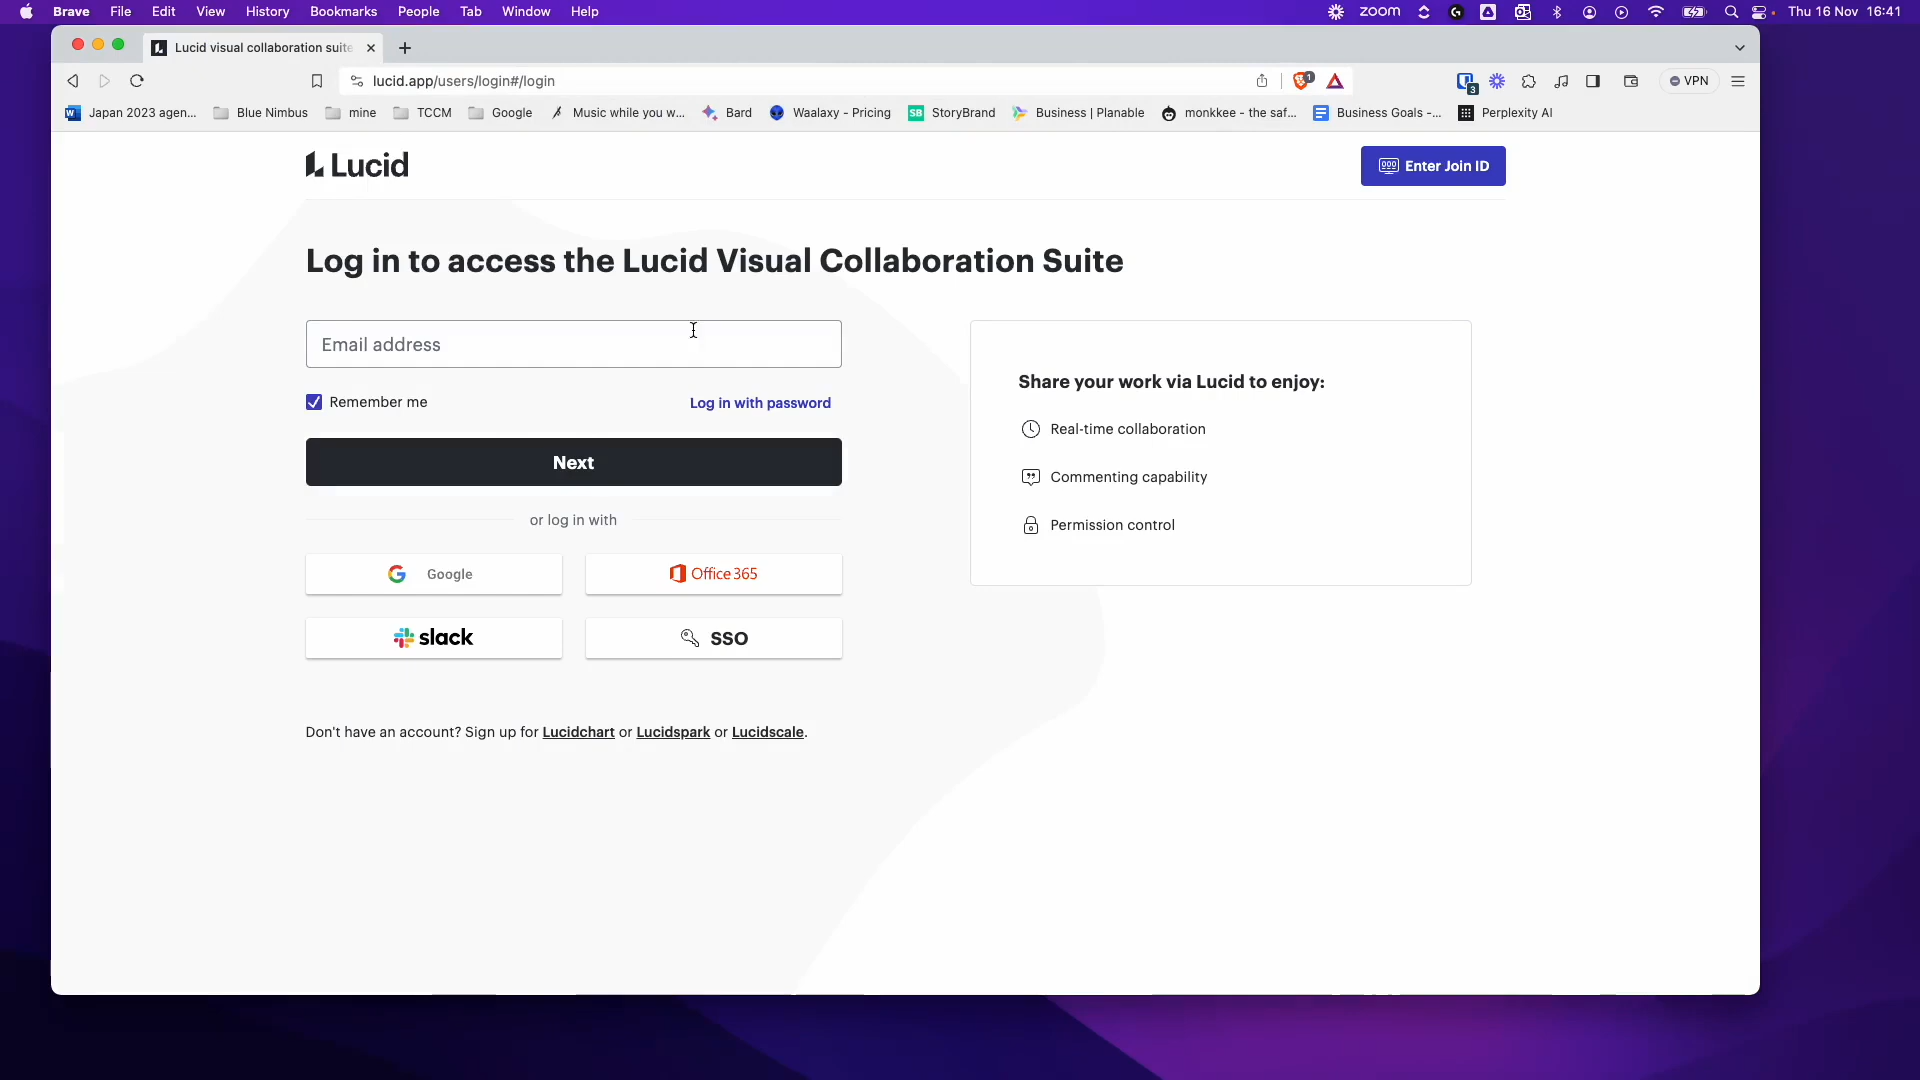 Brave File Edit View History Bookmarks People Tab Window Help zoom Thu 16 Nov 16:41
Lucid visual collaboration suite
lucid.app/users/login#/login 1 3 VPN
Japan 2023 agen... Blue Nimbus mine TCCM Google Music while you w... Bard Waalaxy - Pricing SB StoryBrand Business | Planable monkkee - the saf... Business Goals -... Perplexity AI
Lucid
Enter Join ID
Log in to access the Lucid Visual Collaboration Suite
Email address
Remember me
Log in with password
Next
or log in with
Google
Office 365
slack
SSO
Don't have an account? Sign up for Lucidchart or Lucidspark or Lucidscale.
Share your work via Lucid to enjoy:
Real-time collaboration
Commenting capability
Permission control